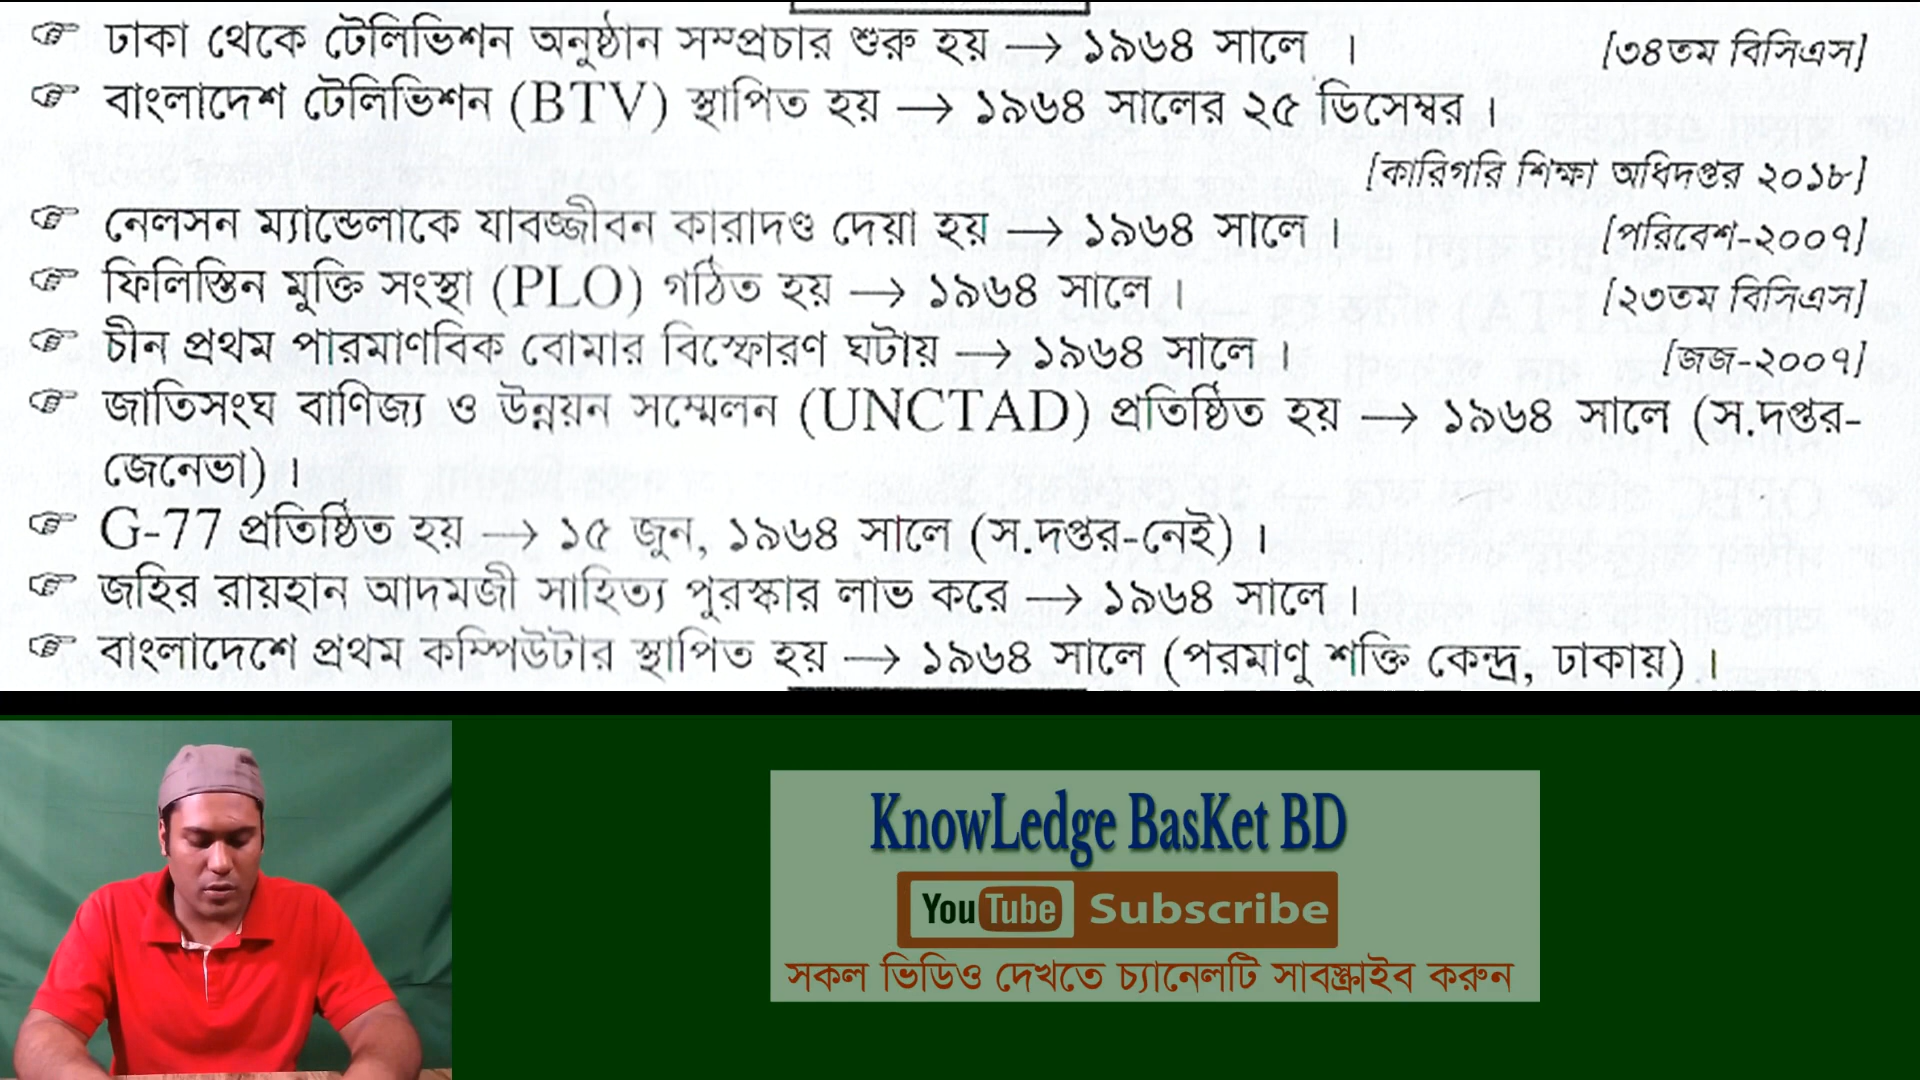 ☞ ঢাকা থেকে টেলিভিশন অনুষ্ঠান সম্প্রচার শুরু হয় → ১৯৬৪ সালে । [৩৪তম বিসিএস]
☞ বাংলাদেশ টেলিভিশন (BTV) স্থাপিত হয় → ১৯৬৪ সালের ২৫ ডিসেম্বর ।
[কারিগরি শিক্ষা অধিদপ্তর ২০১৮]
☞ নেলসন ম্যান্ডেলাকে যাবজ্জীবন কারাদণ্ড দেয়া হয় → ১৯৬৪ সালে । [পরিবেশ-২০০৭]
☞ ফিলিস্তিন মুক্তি সংস্থা (PLO) গঠিত হয় → ১৯৬৪ সালে । [২৩তম বিসিএস]
☞ চীন প্রথম পারমাণবিক বোমার বিস্ফোরণ ঘটায় → ১৯৬৪ সালে । [জজ-২০০৭]
☞ জাতিসংঘ বাণিজ্য ও উন্নয়ন সম্মেলন (UNCTAD) প্রতিষ্ঠিত হয় → ১৯৬৪ সালে (স.দপ্তর-
জেনেভা) ।
☞ G-77 প্রতিষ্ঠিত হয় → ১৫ জুন, ১৯৬৪ সালে (স.দপ্তর-নেই) ।
☞ জহির রায়হান আদমজী সাহিত্য পুরস্কার লাভ করে → ১৯৬৪ সালে ।
☞ বাংলাদেশে প্রথম কম্পিউটার স্থাপিত হয় → ১৯৬৪ সালে (পরমাণু শক্তি কেন্দ্র, ঢাকায়) ।
KnowLedge BasKet BD
YouTube Subscribe
সকল ভিডিও দেখতে চ্যানেলটি সাবস্ক্রাইব করুন